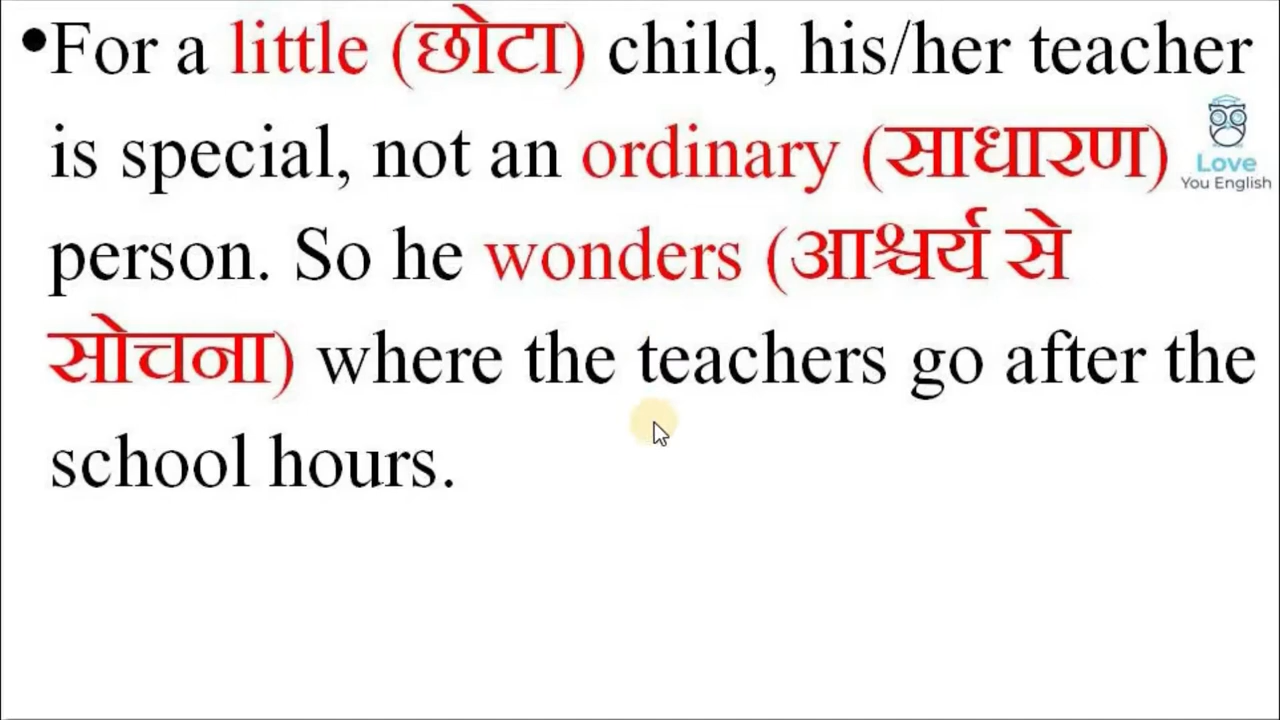 •For a little (छोटा) child, his/her teacher
is special, not an ordinary (साधारण)
person. So he wonders (आश्चर्य से
सोचना) where the teachers go after the
school hours.
Love
You English